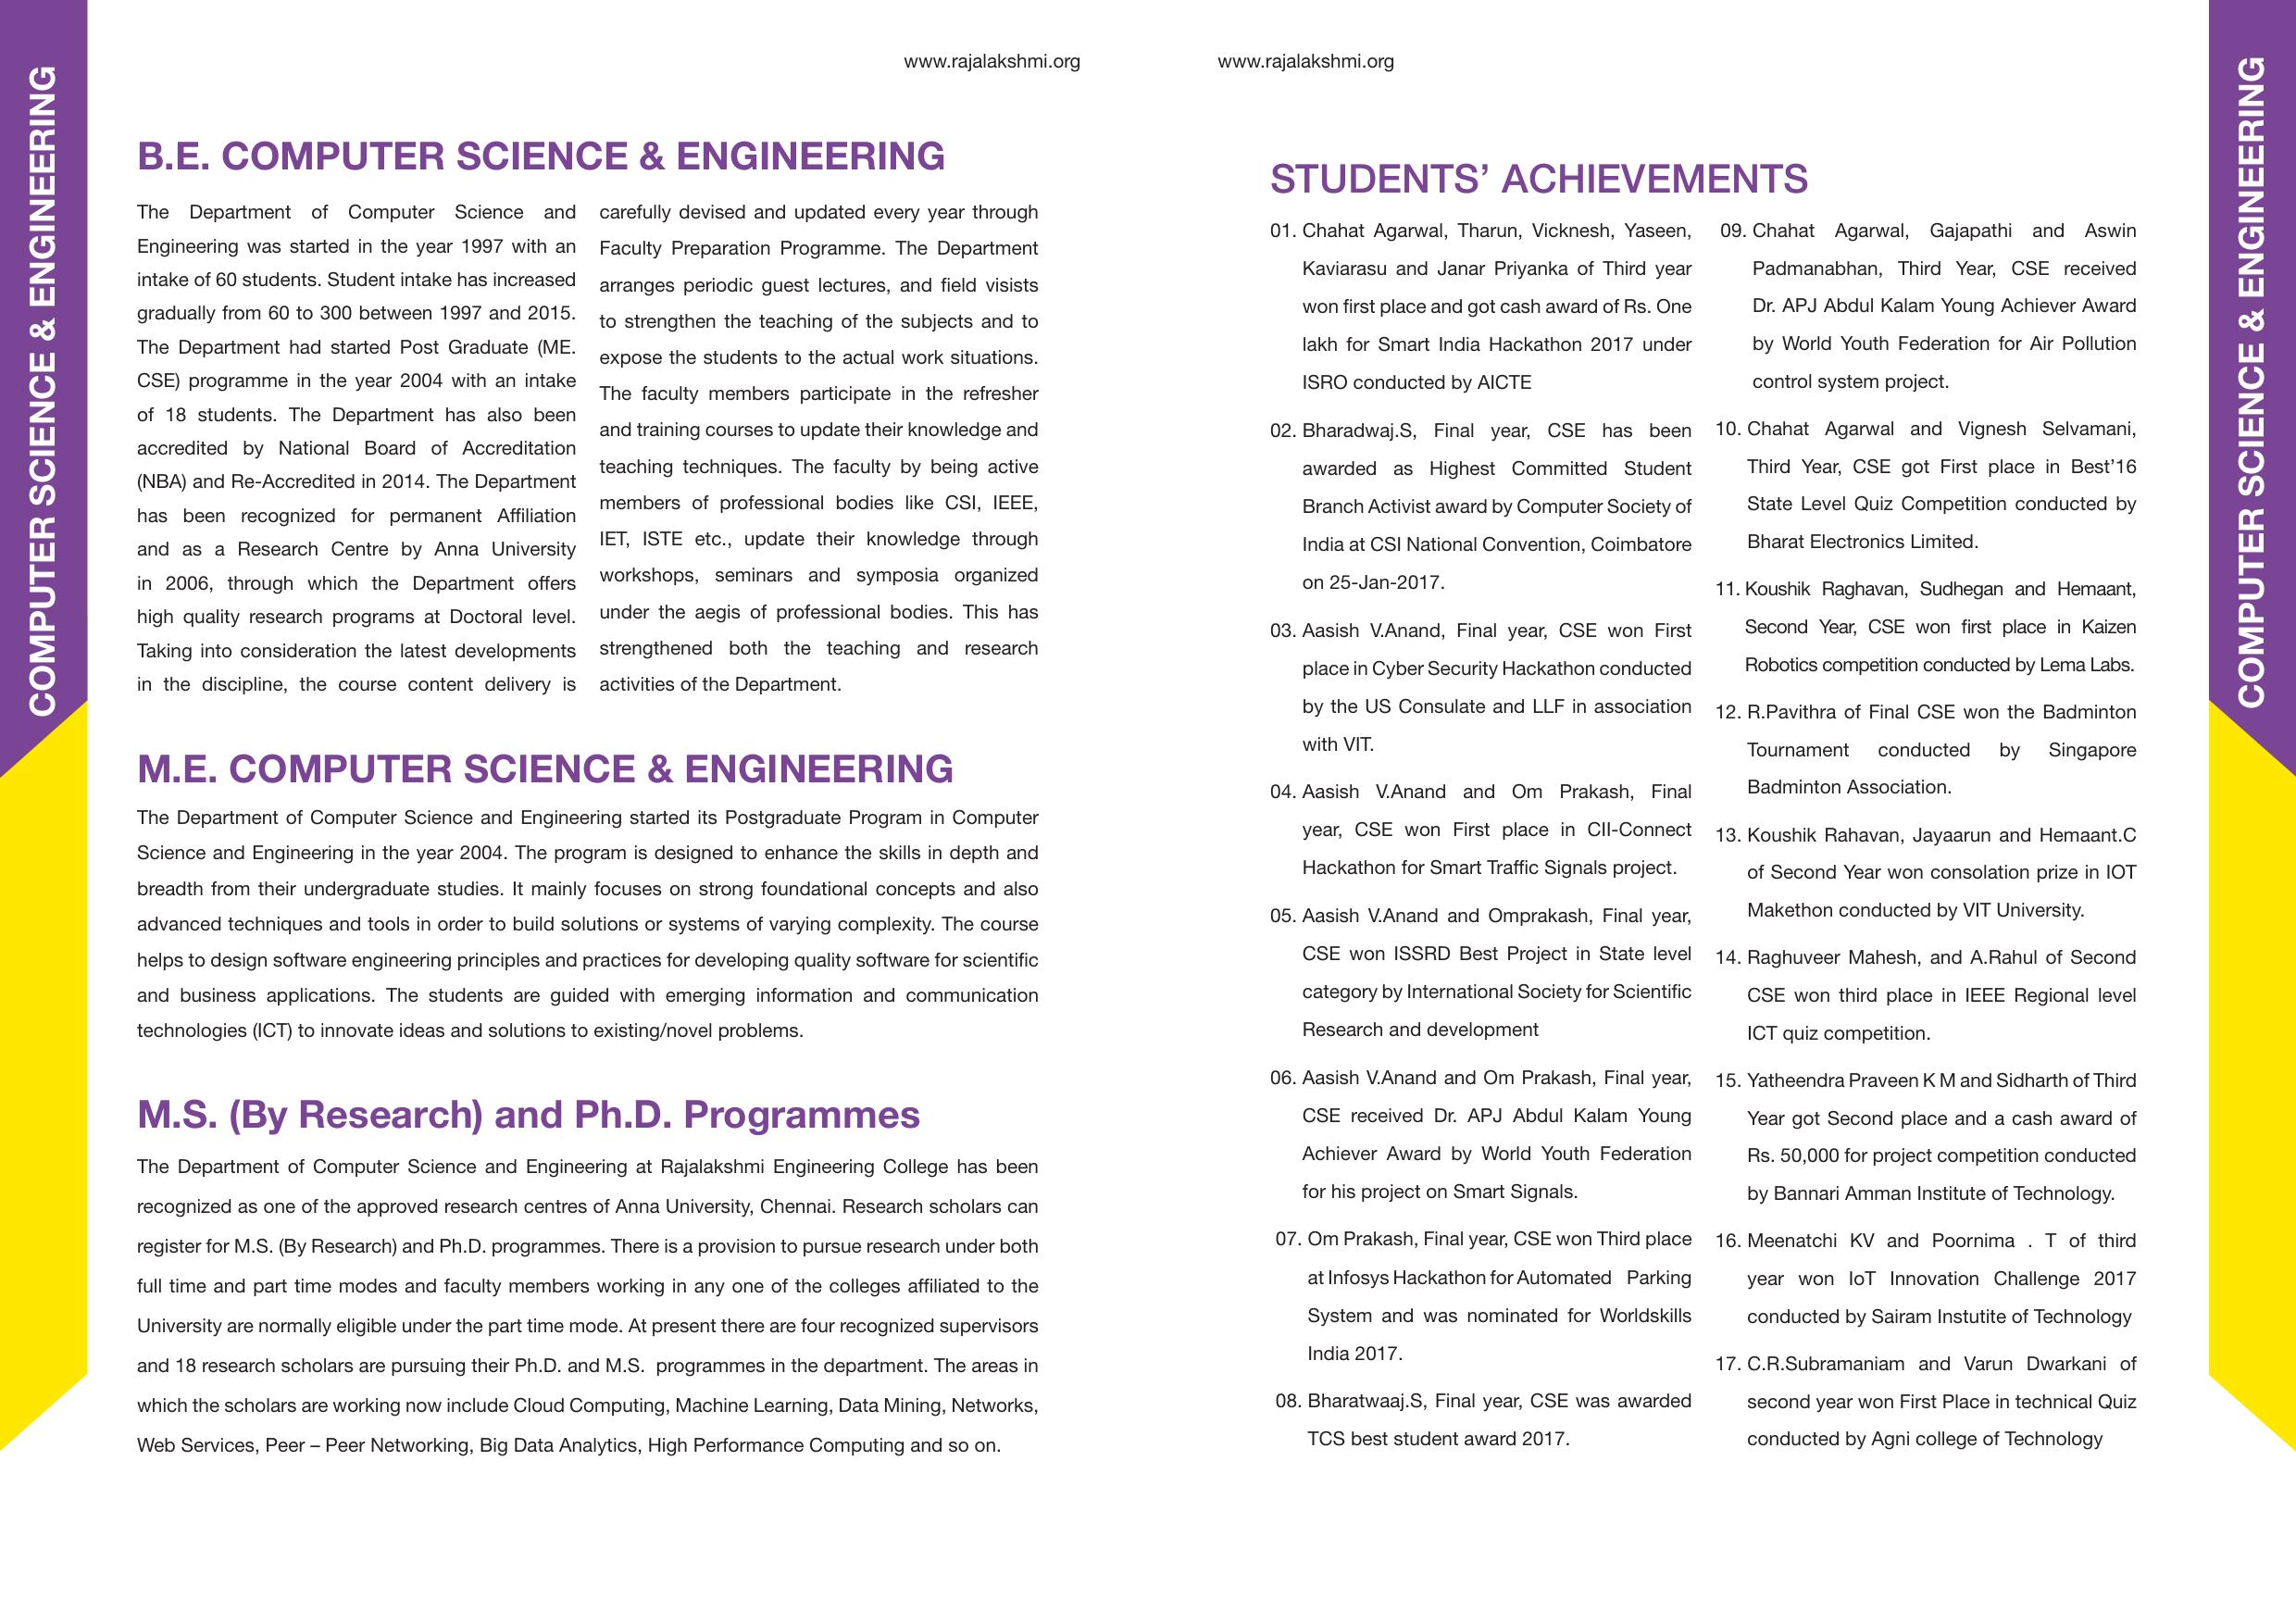 COMPUTER SCIENCE & ENGINEERING
www.rajalakshmi.org
B.E. COMPUTER SCIENCE & ENGINEERING
The Department of Computer Science and
Engineering was started in the year 1997 with an
intake of 60 students. Student intake has increased
gradually from 60 to 300 between 1997 and 2015.
The Department had started Post Graduate (ME.
CSE) programme in the year 2004 with an intake
of 18 students. The Department has also been
accredited by National Board of Accreditation
(NBA) and Re-Accredited in 2014. The Department
has been recognized for permanent Affiliation
and as a Research Centre by Anna University
in 2006, through which the Department offers
high quality research programs at Doctoral level.
Taking into consideration the latest developments
in the discipline, the course content delivery is
carefully devised and updated every year through
Faculty Preparation Programme. The Department
arranges periodic guest lectures, and field visists
to strengthen the teaching of the subjects and to
expose the students to the actual work situations.
The faculty members participate in the refresher
and training courses to update their knowledge and
teaching techniques. The faculty by being active
members of professional bodies like CSI, IEEE,
IET, ISTE etc., update their knowledge through
workshops, seminars and symposia organized
under the aegis of professional bodies. This has
strengthened both the teaching and research
activities of the Department.
M.E. COMPUTER SCIENCE & ENGINEERING
The Department of Computer Science and Engineering started its Postgraduate Program in Computer
Science and Engineering in the year 2004. The program is designed to enhance the skills in depth and
breadth from their undergraduate studies. It mainly focuses on strong foundational concepts and also
advanced techniques and tools in order to build solutions or systems of varying complexity. The course
helps to design software engineering principles and practices for developing quality software for scientific
and business applications. The students are guided with emerging information and communication
technologies (ICT) to innovate ideas and solutions to existing/novel problems.
M.S. (By Research) and Ph.D. Programmes
The Department of Computer Science and Engineering at Rajalakshmi Engineering College has been
recognized as one of the approved research centres of Anna University, Chennai. Research scholars can
register for M.S. (By Research) and Ph.D. programmes. There is a provision to pursue research under both
full time and part time modes and faculty members working in any one of the colleges affiliated to the
University are normally eligible under the part time mode. At present there are four recognized supervisors
and 18 research scholars are pursuing their Ph.D. and M.S. programmes in the department. The areas in
which the scholars are working now include Cloud Computing, Machine Learning, Data Mining, Networks,
Web Services, Peer – Peer Networking, Big Data Analytics, High Performance Computing and so on.
www.rajalakshmi.org
STUDENTS’ ACHIEVEMENTS
01. Chahat Agarwal, Tharun, Vicknesh, Yaseen,
Kaviarasu and Janar Priyanka of Third year
won first place and got cash award of Rs. One
lakh for Smart India Hackathon 2017 under
ISRO conducted by AICTE
02. Bharadwaj.S, Final year, CSE has been
awarded as Highest Committed Student
Branch Activist award by Computer Society of
India at CSI National Convention, Coimbatore
on 25-Jan-2017.
03. Aasish V.Anand, Final year, CSE won First
place in Cyber Security Hackathon conducted
by the US Consulate and LLF in association
with VIT.
04. Aasish V.Anand and Om Prakash, Final
year, CSE won First place in CII-Connect
Hackathon for Smart Traffic Signals project.
05. Aasish V.Anand and Omprakash, Final year,
CSE won ISSRD Best Project in State level
category by International Society for Scientific
Research and development
06. Aasish V.Anand and Om Prakash, Final year,
CSE received Dr. APJ Abdul Kalam Young
Achiever Award by World Youth Federation
for his project on Smart Signals.
07. Om Prakash, Final year, CSE won Third place
at Infosys Hackathon for Automated Parking
System and was nominated for Worldskills
India 2017.
08. Bharatwaaj.S, Final year, CSE was awarded
TCS best student award 2017.
09. Chahat Agarwal, Gajapathi and Aswin
Padmanabhan, Third Year, CSE received
Dr. APJ Abdul Kalam Young Achiever Award
by World Youth Federation for Air Pollution
control system project.
10. Chahat Agarwal and Vignesh Selvamani,
Third Year, CSE got First place in Best’16
State Level Quiz Competition conducted by
Bharat Electronics Limited.
11. Koushik Raghavan, Sudhegan and Hemaant,
Second Year, CSE won first place in Kaizen
Robotics competition conducted by Lema Labs.
12. R.Pavithra of Final CSE won the Badminton
Tournament conducted by Singapore
Badminton Association.
13. Koushik Rahavan, Jayaarun and Hemaant.C
of Second Year won consolation prize in IOT
Makethon conducted by VIT University.
14. Raghuveer Mahesh, and A.Rahul of Second
CSE won third place in IEEE Regional level
ICT quiz competition.
15. Yatheendra Praveen K M and Sidharth of Third
Year got Second place and a cash award of
Rs. 50,000 for project competition conducted
by Bannari Amman Institute of Technology.
16. Meenatchi KV and Poornima . T of third
year won IoT Innovation Challenge 2017
conducted by Sairam Instutite of Technology
17. C.R.Subramaniam and Varun Dwarkani of
second year won First Place in technical Quiz
conducted by Agni college of Technology
COMPUTER SCIENCE & ENGINEERING